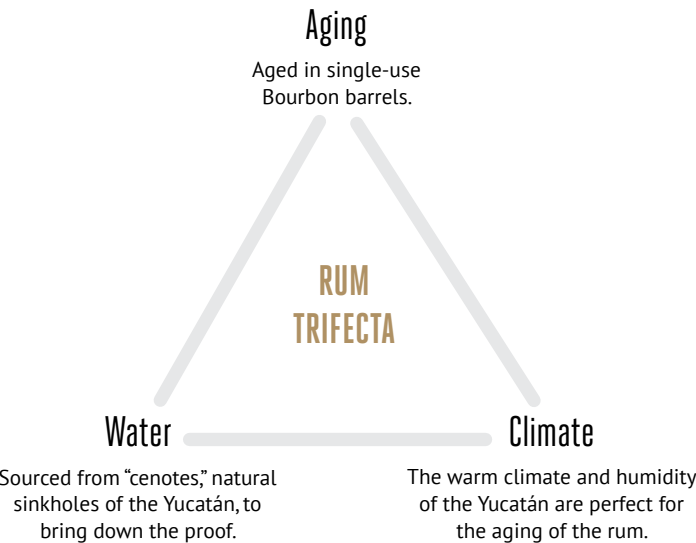 Aging
Aged in single-use
Bourbon barrels.
RUM
TRIFECTA
Water
Sourced from “cenotes,” natural
sinkholes of the Yucatán, to
bring down the proof.
Climate
The warm climate and humidity
of the Yucatán are perfect for
the aging of the rum.